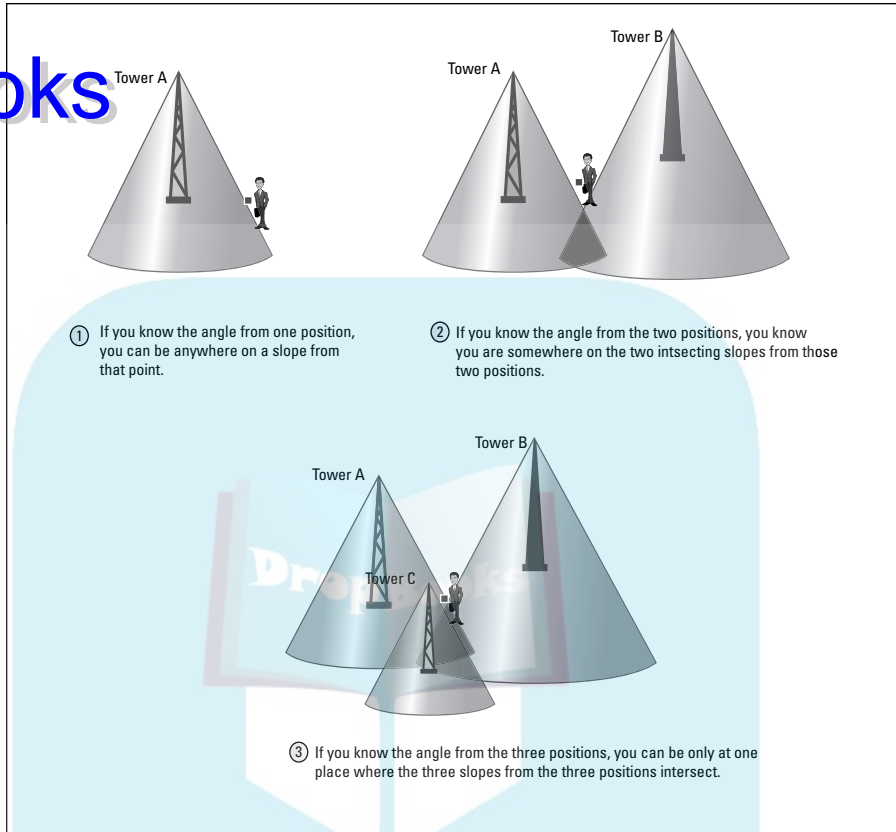 oks
Tower A
Tower A
Tower B
1 If you know the angle from one position,
you can be anywhere on a slope from
that point.
2 If you know the angle from the two positions, you know
you are somewhere on the two intsecting slopes from those
two positions.
Tower A
Tower B
Tower C
DropBooks
3 If you know the angle from the three positions, you can be only at one
place where the three slopes from the three positions intersect.